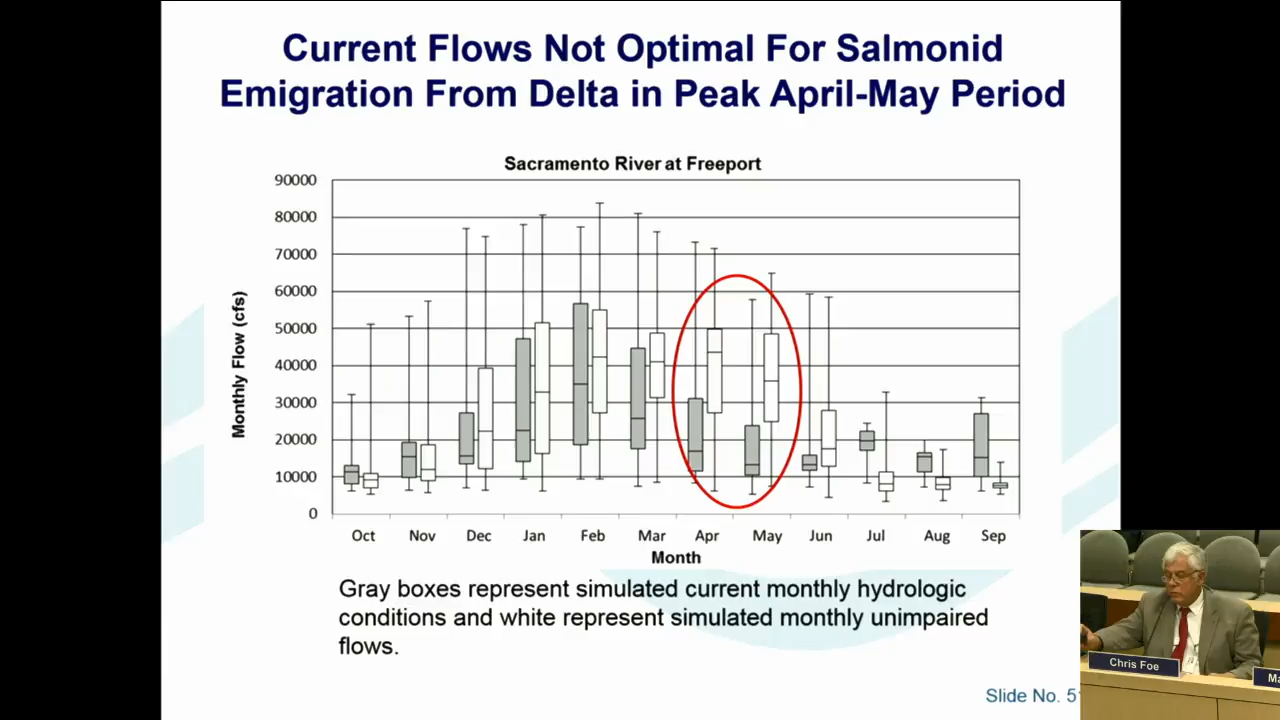 Current Flows Not Optimal For Salmonid
Emigration From Delta in Peak April-May Period
Sacramento River at Freeport
90000
80000
70000
60000
50000
40000
30000
20000
10000
0
Monthly Flow (cfs)
Oct Nov Dec Jan Feb Mar Apr May Jun Jul Aug Sep
Month
Gray boxes represent simulated current monthly hydrologic
conditions and white represent simulated monthly unimpaired
flows.
Chris Foe
Slide No.